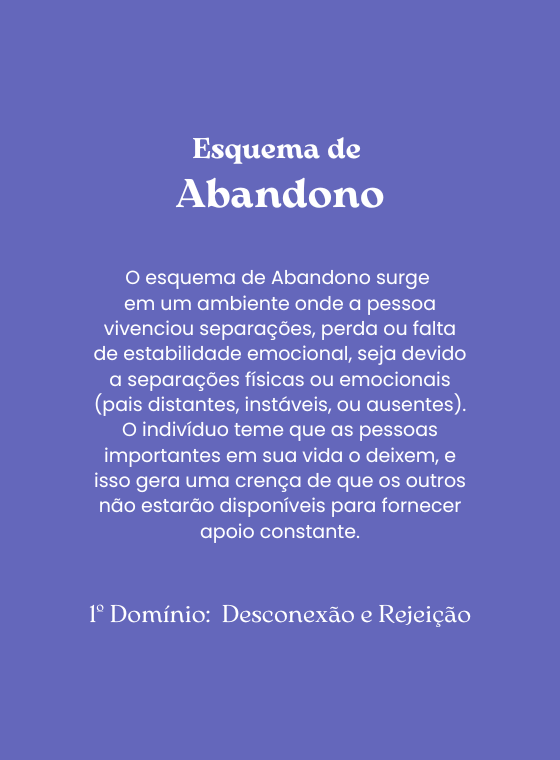 Esquema de
Abandono
O esquema de Abandono surge
em um ambiente onde a pessoa
vivenciou separações, perda ou falta
de estabilidade emocional, seja devido
a separações físicas ou emocionais
(pais distantes, instáveis, ou ausentes).
O indivíduo teme que as pessoas
importantes em sua vida o deixem, e
isso gera uma crença de que os outros
não estarão disponíveis para fornecer
apoio constante.
1º Domínio: Desconexão e Rejeição